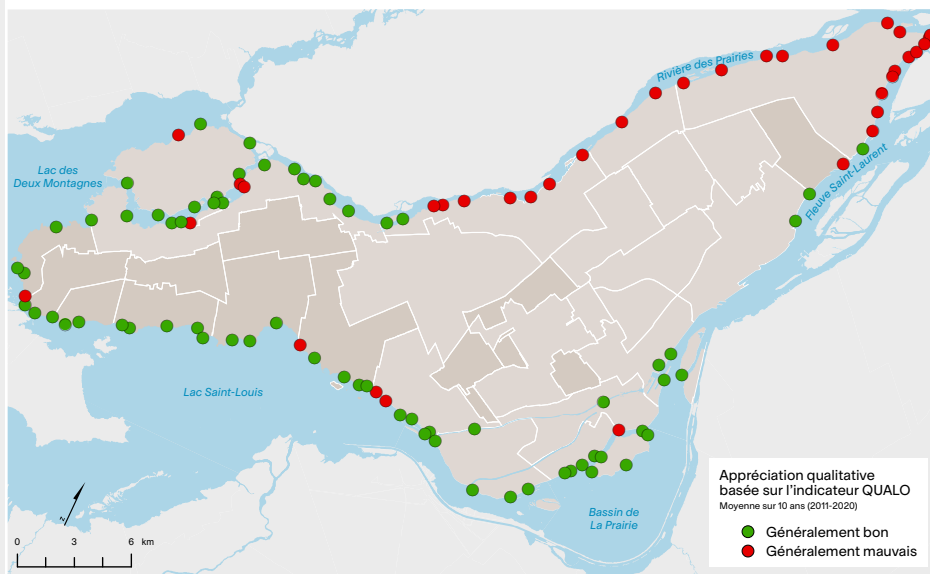 Rivière des Prairies
Lac des
Deux Montagnes
Fleuve Saint-Laurent
Lac Saint-Louis
Bassin de
La Prairie
N
0 3 6 km
Appréciation qualitative
basée sur l'indicateur QUALO
Moyenne sur 10 ans (2011-2020)
Généralement bon
Généralement mauvais